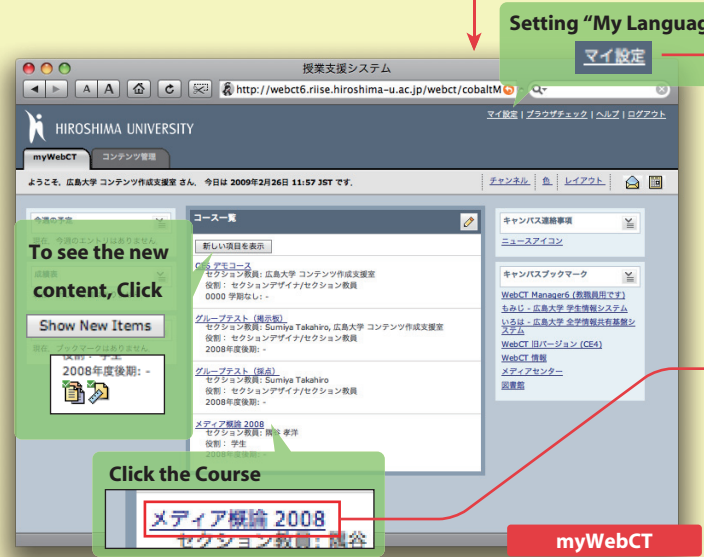 Setting “My Languag
マイ設定
授業支援システム
A A
http://webct6.riise.hiroshima-u.ac.jp/webct/cobaltM
Q-
マイ設定 | ブラウザチェック | ヘルプ | ログアウト
HIROSHIMA UNIVERSITY
myWebCT
コンテンツ管理
ようこそ, 広島大学 コンテンツ作成支援室 さん, 今日は 2009年2月26日 11:57 JST です.
チャンネル 色 レイアウト
今週の予定
コース一覧
キャンパス連絡事項
新しい項目を表示
ニュースアイコン
To see the new
content, Click
Show New Items
2008年度後期: -
デモコース
セクション教員: 広島大学 コンテンツ作成支援室
役割: セクションデザイナ/セクション教員
0000 学期なし: -
グループテスト (掲示板)
セクション教員: Sumiya Takahiro, 広島大学 コンテンツ作成支援室
役割: セクションデザイナ/セクション教員
2008年度後期: -
グループテスト (採点)
セクション教員: Sumiya Takahiro
役割: セクションデザイナ/セクション教員
2008年度後期: -
メディア概論 2008
セクション教員: 隅谷 孝洋
役割: 学生
2008年度後期: -
キャンパスブックマーク
WebCT Manager6 (教職員用です)
もみじ - 広島大学 学生情報システム
いろは - 広島大学 全学情報共有基盤シ
ステム
WebCT 旧バージョン (CE4)
WebCT 情報
メディアセンター
図書館
Click the Course
メディア概論 2008
セクション教員: 隅谷
myWebCT